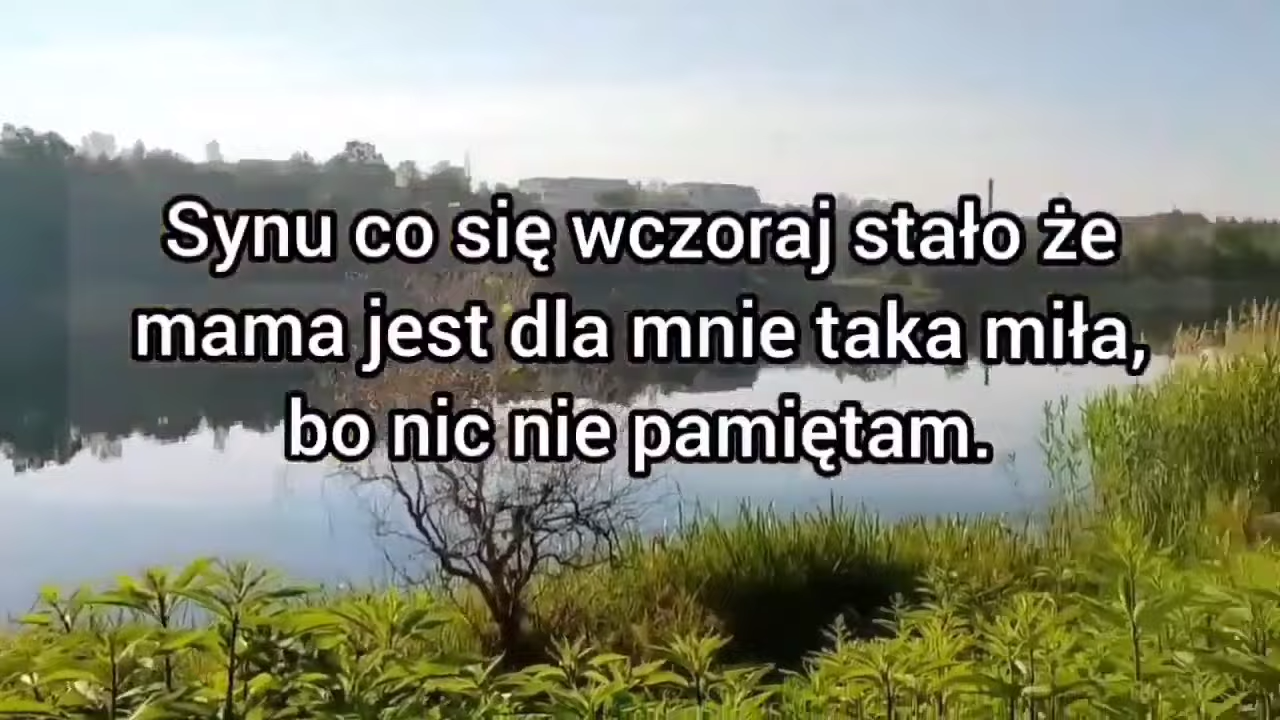 Synu co się wczoraj stało że
mama jest dla mnie taka miła,
bo nic nie pamiętam.